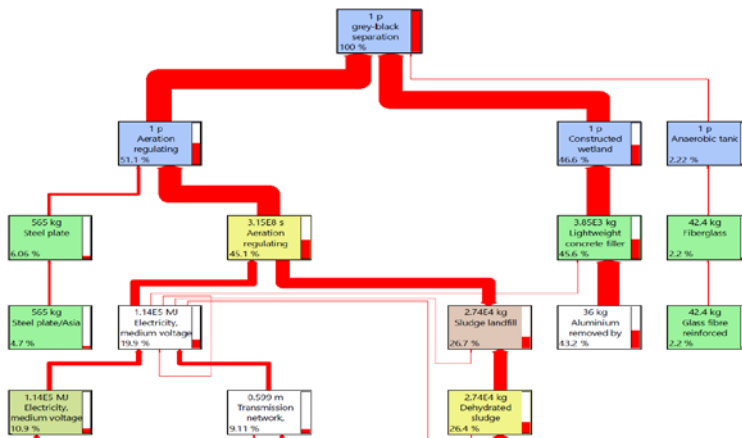 1 p
grey-black
separation
100 %
1 p
Aeration
regulating
51.1 %
1 p
Constructed
wetland
46.6 %
1 p
Anaerobic tank
2.22 %
565 kg
Steel plate
6.06 %
3.15E8 s
Aeration
regulating
45.1 %
3.85E3 kg
Lightweight
concrete filler
45.6 %
42.4 kg
Fiberglass
2.2 %
565 kg
Steel plate/Asia
4.7 %
1.14E5 MJ
Electricity,
medium voltage
19.9 %
2.74E4 kg
Sludge landfill
26.7 %
36 kg
Aluminium
removed by
43.2 %
42.4 kg
Glass fibre
reinforced
2.2 %
1.14E5 MJ
Electricity,
medium voltage
10.9 %
0.599 m
Transmission
network,
9.11 %
2.74E4 kg
Dehydrated
sludge
26.4 %